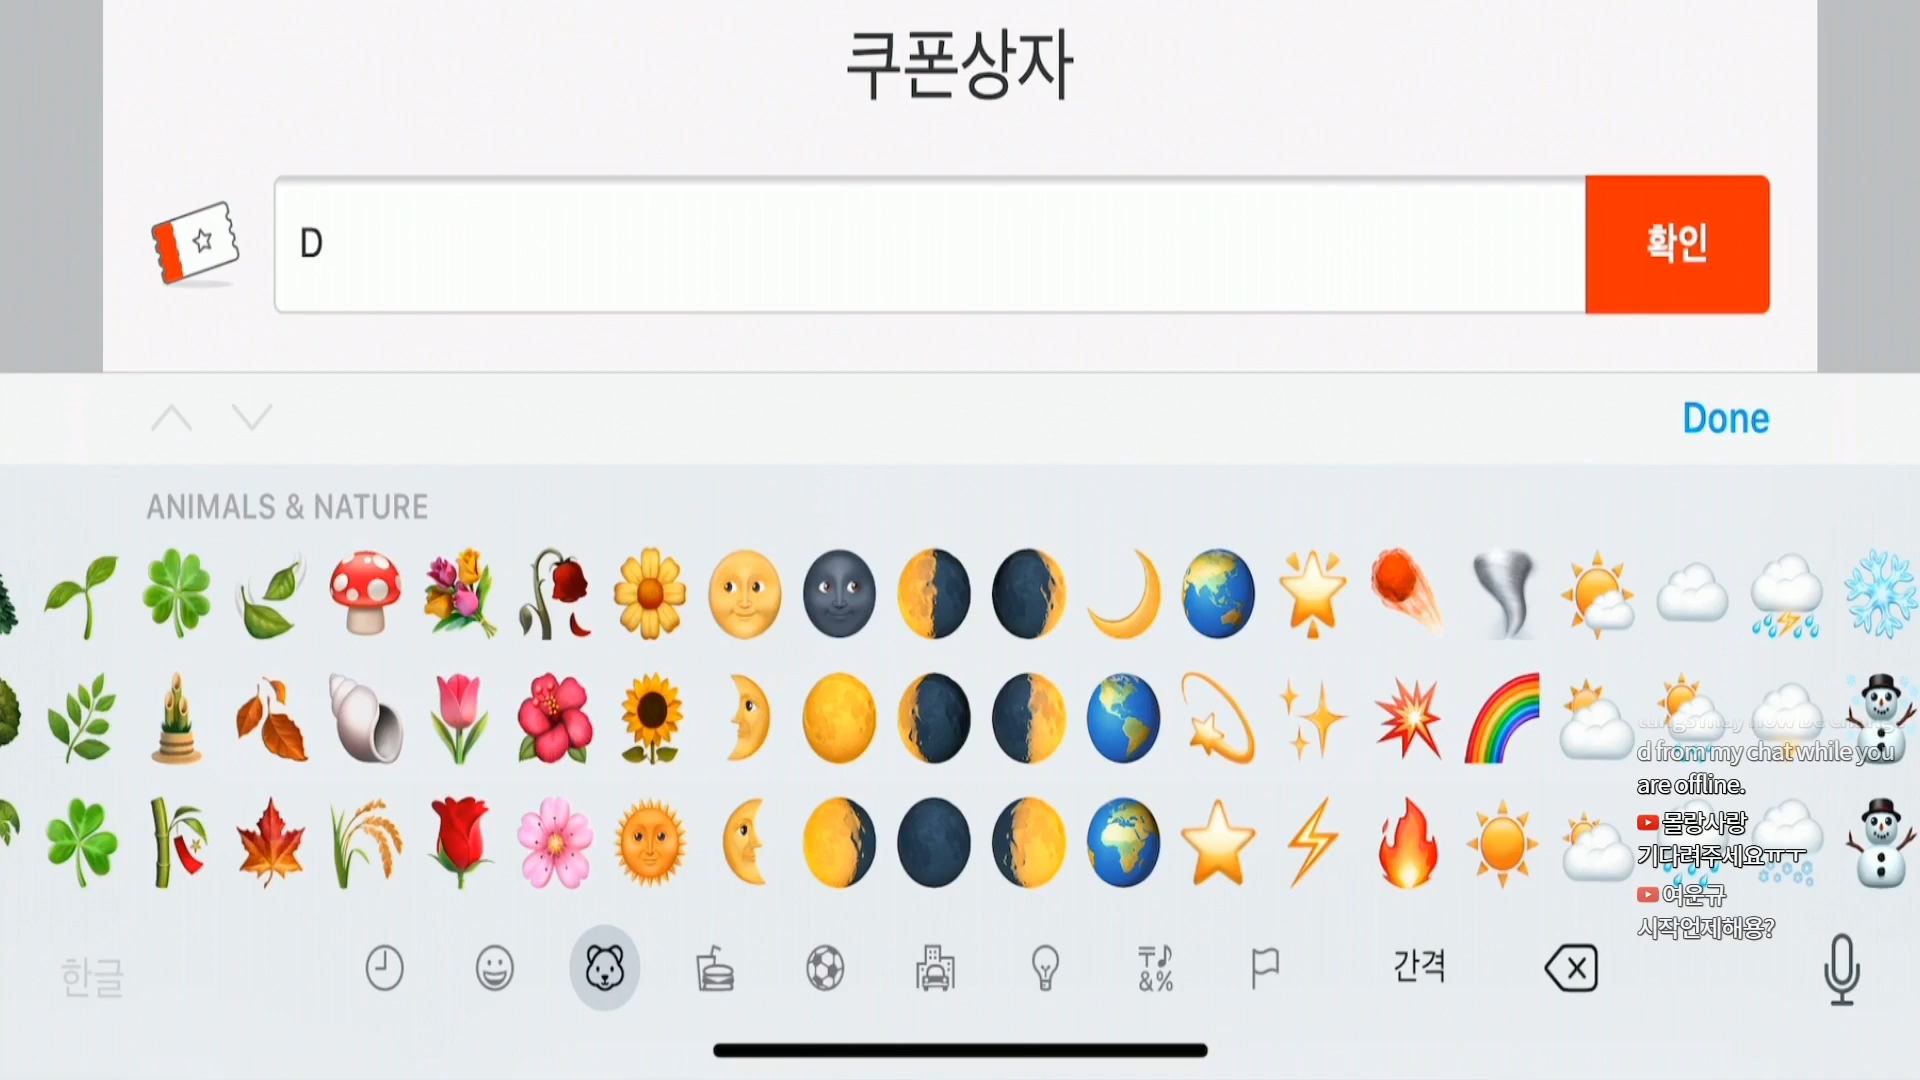 쿠폰상자
D
확인
Done
ANIMALS & NATURE
d from my chat while you
are offline.
몰랑사랑
기다려주세요ㅠㅜ
여운규
시작언제해용?
한글
간격